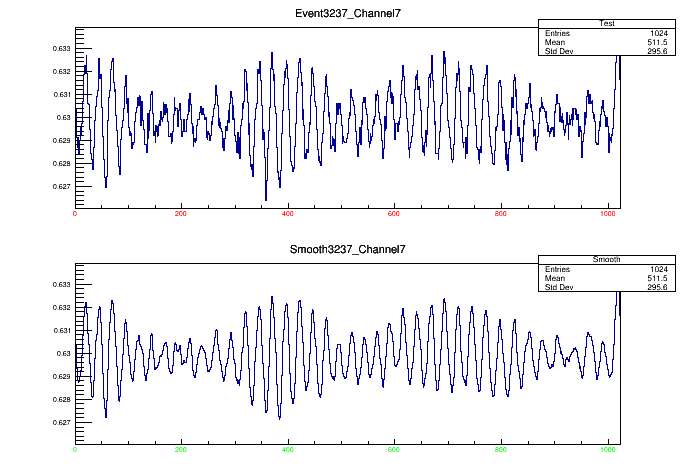 Event3237_Channel7
Test
Entries 1024
Mean 511.5
Std Dev 295.6
0.633
0.632
0.631
0.63
0.629
0.628
0.627
0 200 400 600 800 1000
Smooth3237_Channel7
Smooth
Entries 1024
Mean 511.5
Std Dev 295.6
0.633
0.632
0.631
0.63
0.629
0.628
0.627
0 200 400 600 800 1000